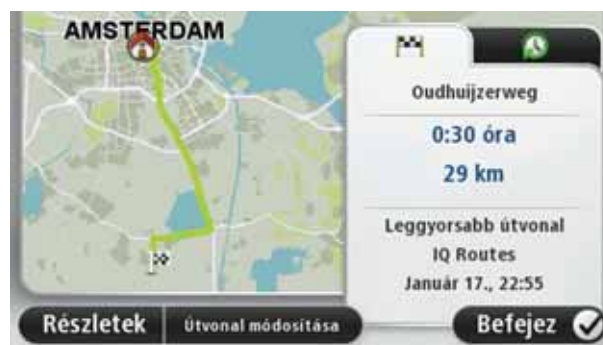 AMSTERDAM
Oudhuijzerweg
0:30 óra
29 km
Leggyorsabb útvonal
IQ Routes
Január 17., 22:55
Részletek
Útvonal módosítása
Befejez